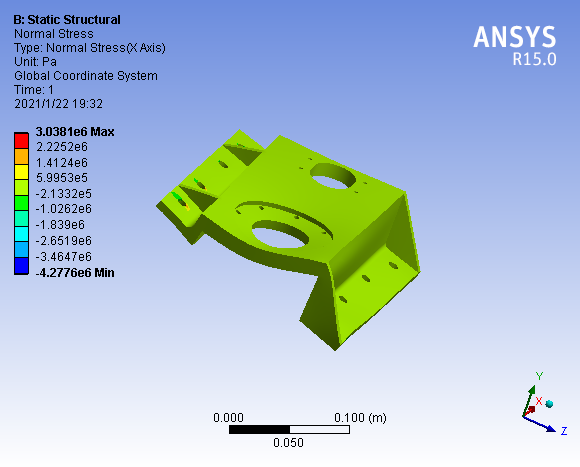 B: Static Structural
Normal Stress
Type: Normal Stress(X Axis)
Unit: Pa
Global Coordinate System
Time: 1
2021/1/22 19:32
ANSYS
R15.0
3.0381e6 Max
2.2252e6
1.4124e6
5.9953e5
-2.1332e5
-1.0262e6
-1.839e6
-2.6519e6
-3.4647e6
-4.2776e6 Min
0.000
0.100 (m)
0.050
Y
X
Z